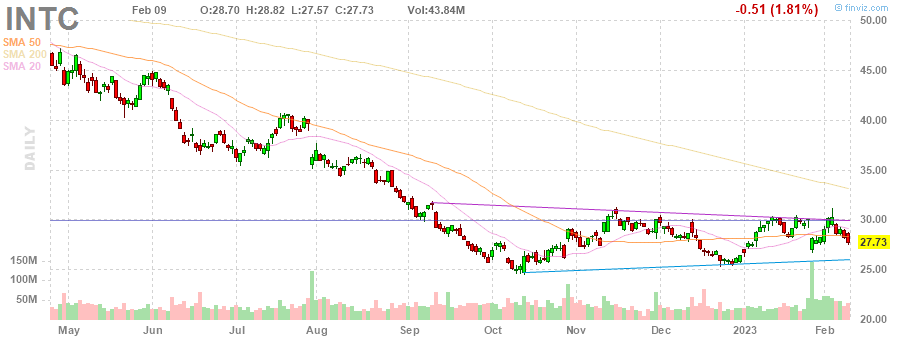 INTC
Feb 09 O:28.70 H:28.82 L:27.57 C:27.73 Vol:43.84M -0.51 (1.81%)
© finviz.com
SMA 50
SMA 200
SMA 20
DAILY
50.00
45.00
40.00
35.00
30.00
27.73
25.00
20.00
150M
100M
50M
May Jun Jul Aug Sep Oct Nov Dec 2023 Feb